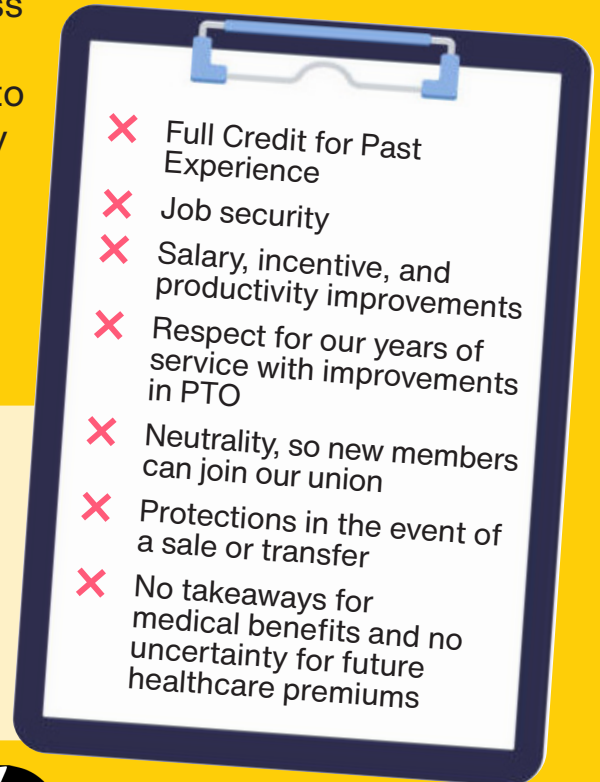 ss
to
y
Full Credit for Past
Experience
Job security
Salary, incentive, and
productivity improvements
Respect for our years of
service with improvements
in PTO
Neutrality, so new members
can join our union
Protections in the event of
a sale or transfer
No takeaways for
medical benefits and no
uncertainty for future
healthcare premiums